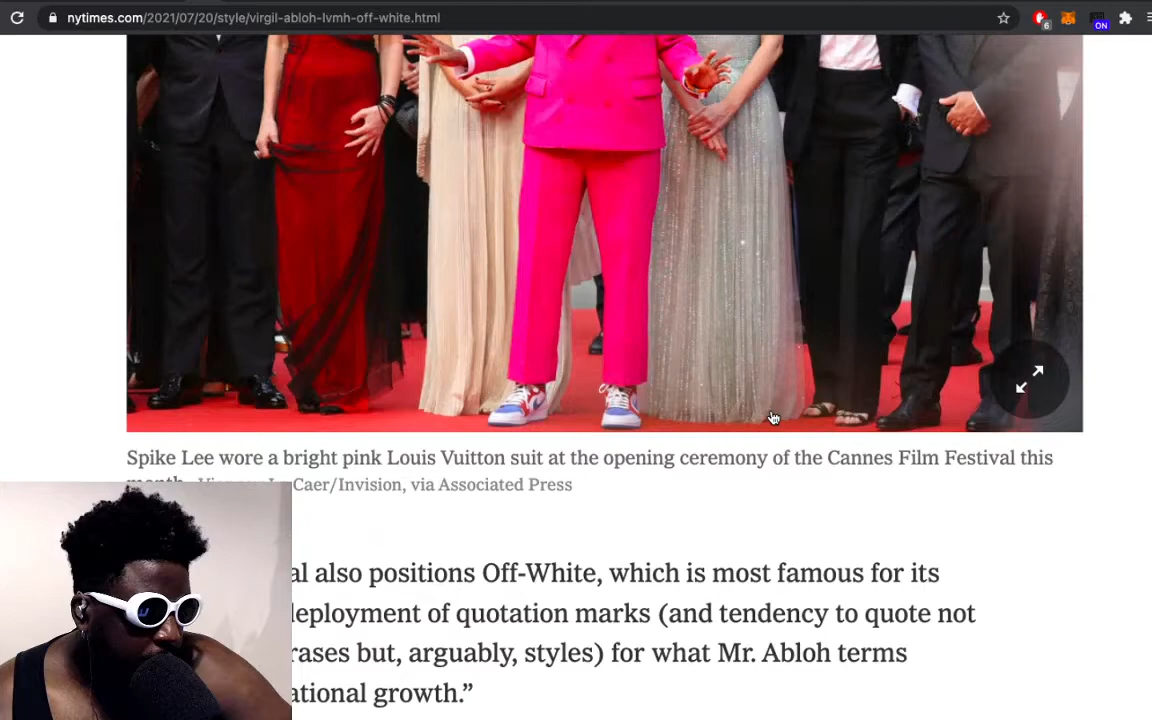 nytimes.com/2021/07/20/style/virgil-abloh-lvmh-off-white.html
6
ON
Spike Lee wore a bright pink Louis Vuitton suit at the opening ceremony of the Cannes Film Festival this
Caer/Invision, via Associated Press
al also positions Off-White, which is most famous for its
deployment of quotation marks (and tendency to quote not
rases but, arguably, styles) for what Mr. Abloh terms
ational growth.”